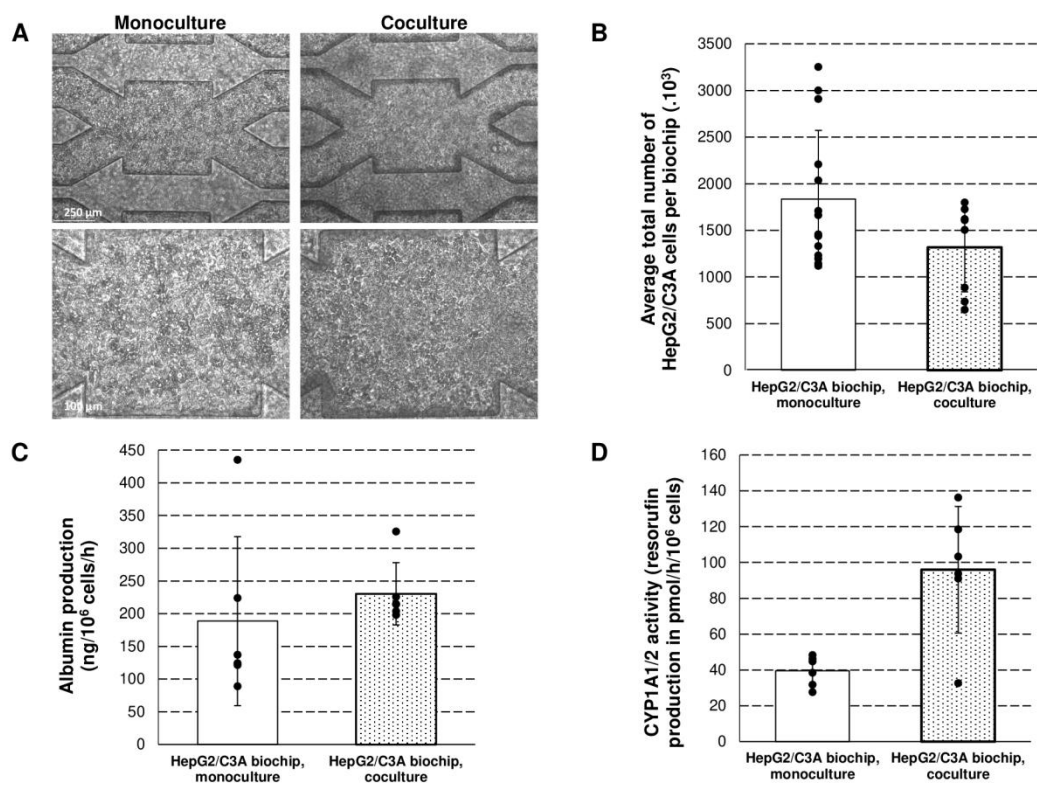 A
Monoculture
Coculture
250 µm
100 µm
B
Average total number of
HepG2/C3A cells per biochip (.10³)
3500
3000
2500
2000
1500
1000
500
0
HepG2/C3A biochip,
monoculture
HepG2/C3A biochip,
coculture
C
Albumin production
(ng/10⁶ cells/h)
450
400
350
300
250
200
150
100
50
0
HepG2/C3A biochip,
monoculture
HepG2/C3A biochip,
coculture
D
CYP1A1/2 activity (resorufin
production in pmol/h/10⁶ cells)
160
140
120
100
80
60
40
20
0
HepG2/C3A biochip,
monoculture
HepG2/C3A biochip,
coculture